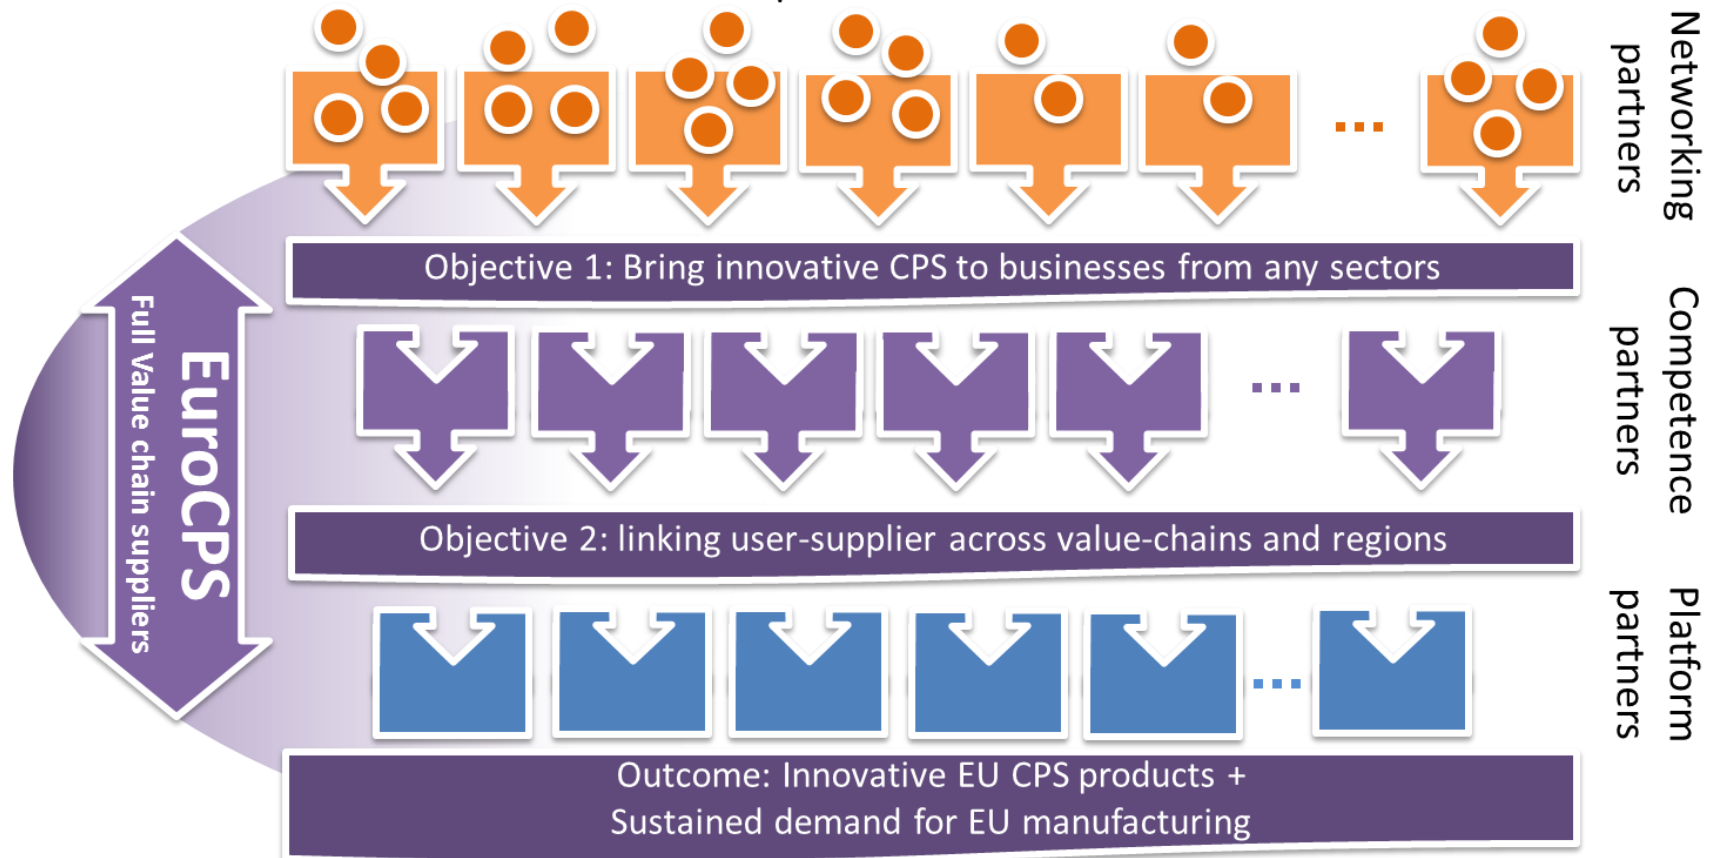 Networking
partners
Objective 1: Bring innovative CPS to businesses from any sectors
EuroCPS
Full Value chain suppliers
Competence
partners
...
Objective 2: linking user-supplier across value-chains and regions
Platform
partners
...
Outcome: Innovative EU CPS products +
Sustained demand for EU manufacturing